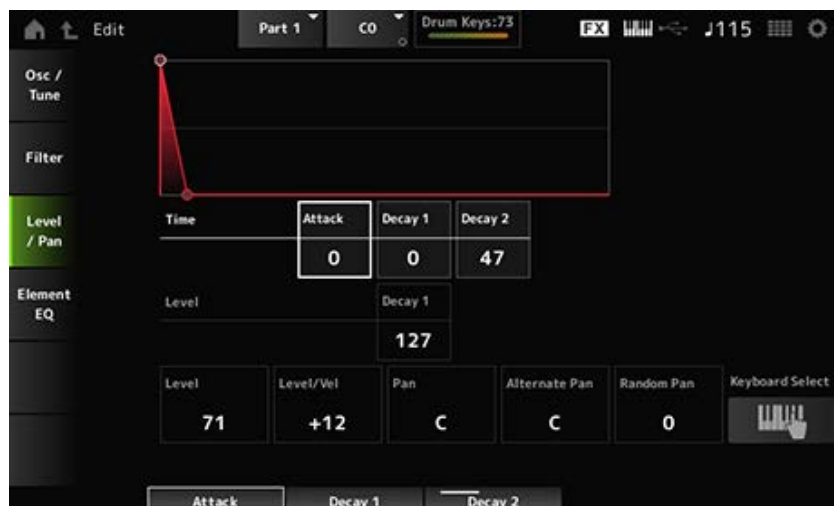 Edit Part 1 C0 Drum Keys:73 FX ♩115
Osc /
Tune
Filter
Level
/ Pan
Element
EQ
Time Attack Decay 1 Decay 2
0 0 47
Level Decay 1
127
Level Level/Vel Pan Alternate Pan Random Pan Keyboard Select
71 +12 C C 0
Attack Decay 1 Decay 2